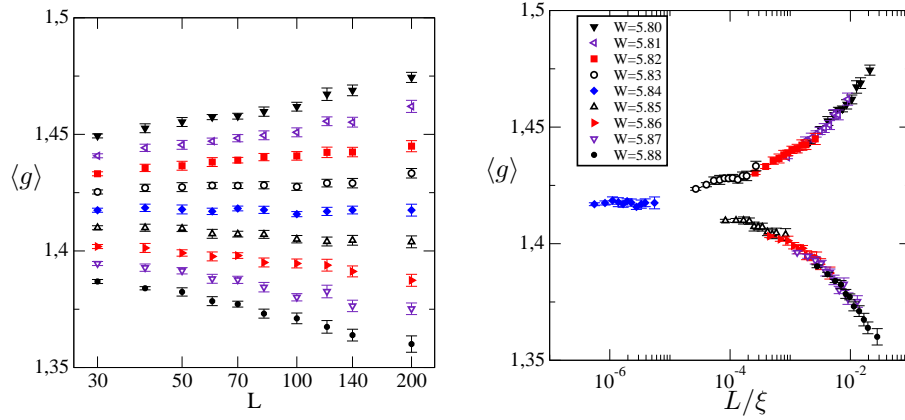 1,5
1,45
⟨g⟩
1,4
1,35
30
50
70
100
140
200
L
1,5
1,45
⟨g⟩
1,4
1,35
W=5.80
W=5.81
W=5.82
W=5.83
W=5.84
W=5.85
W=5.86
W=5.87
W=5.88
10⁻⁶
10⁻⁴
10⁻²
L/ξ